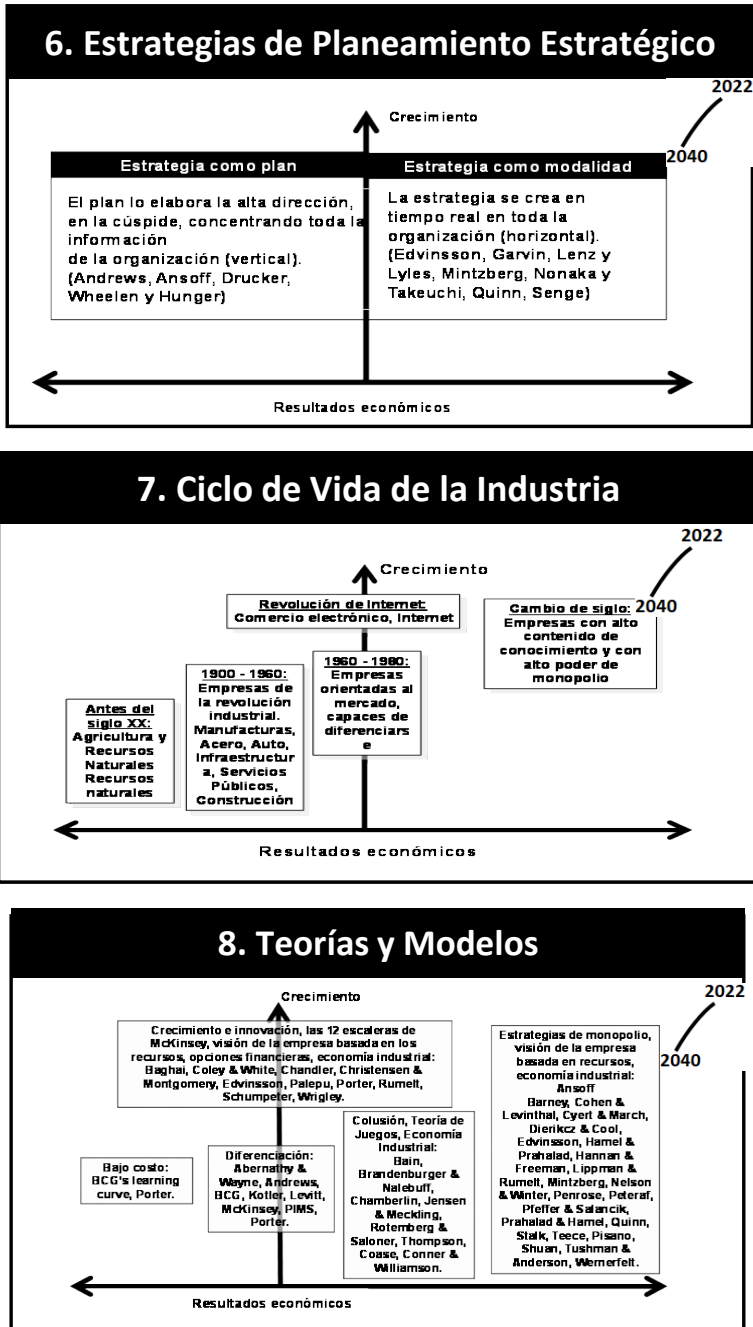 6. Estrategias de Planeamiento Estratégico
2022
Crecimiento
2040
Estrategia como plan
El plan lo elabora la alta dirección,
en la cúspide, concentrando toda la
información
de la organización (vertical).
(Andrews, Ansoff, Drucker,
Wheelen y Hunger)
Estrategia como modalidad
La estrategia se crea en
tiempo real en toda la
organización (horizontal).
(Edvinsson, Garvin, Lenz y
Lyles, Mintzberg, Nonaka y
Takeuchi, Quinn, Senge)
Resultados económicos
7. Ciclo de Vida de la Industria
2022
Crecimiento
2040
Revolución de Internet:
Comercio electrónico, Internet
Cambio de siglo:
Empresas con alto
contenido de
conocimiento y con
alto poder de
monopolio
1960 - 1980:
Empresas
orientadas al
mercado,
capaces de
diferenciars
e
1900 - 1960:
Empresas de
la revolución
industrial.
Manufacturas,
Acero, Auto,
Infraestructur
a, Servicios
Públicos,
Construcción
Antes del
siglo XX:
Agricultura y
Recursos
Naturales
Recursos
naturales
Resultados económicos
8. Teorías y Modelos
2022
Crecimiento
2040
Crecimiento e innovación, las 12 escaleras de
McKinsey, visión de la empresa basada en los
recursos, opciones financieras, economía industrial:
Baghai, Coley & White, Chandler, Christensen &
Montgomery, Edvinsson, Palepu, Porter, Rumelt,
Schumpeter, Wrigley.
Estrategias de monopolio,
visión de la empresa
basada en recursos,
economía industrial:
Ansoff
Barney, Cohen &
Levinthal, Cyert & March,
Dierikcz & Cool,
Edvinsson, Hamel &
Prahalad, Hannan &
Freeman, Lippman &
Rumelt, Mintzberg, Nelson
& Winter, Penrose, Peteraf,
Pfeffer & Salancik,
Prahalad & Hamel, Quinn,
Stalk, Teece, Pisano,
Shuan, Tushman &
Anderson, Wernerfelt.
Colusión, Teoría de
Juegos, Economía
Industrial:
Bain,
Brandenburger &
Nalebuff,
Chamberlin, Jensen
& Meckling,
Rotemberg &
Saloner, Thompson,
Coase, Conner &
Williamson.
Diferenciación:
Abernathy &
Wayne, Andrews,
BCG, Kotler, Levitt,
McKinsey, PIMS,
Porter.
Bajo costo:
BCG's learning
curve, Porter.
Resultados económicos